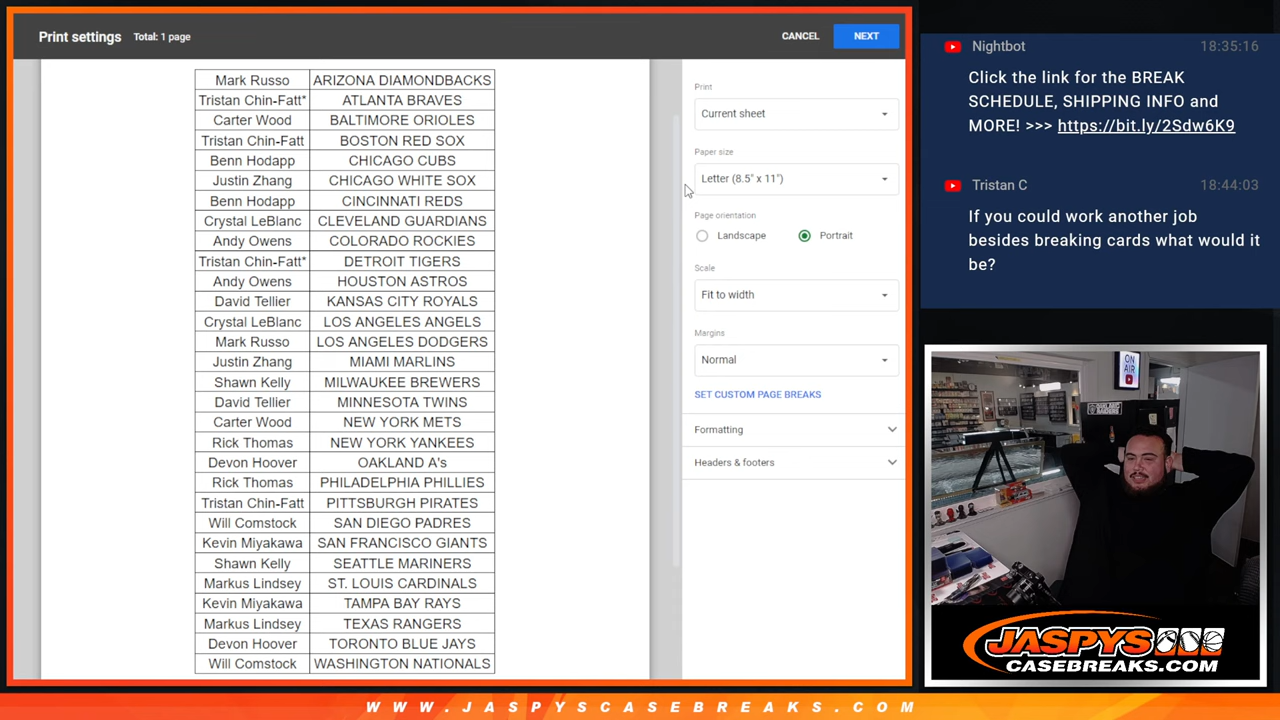 Print settings Total: 1 page CANCEL NEXT
Mark Russo ARIZONA DIAMONDBACKS
Tristan Chin-Fatt* ATLANTA BRAVES
Carter Wood BALTIMORE ORIOLES
Tristan Chin-Fatt BOSTON RED SOX
Benn Hodapp CHICAGO CUBS
Justin Zhang CHICAGO WHITE SOX
Benn Hodapp CINCINNATI REDS
Crystal LeBlanc CLEVELAND GUARDIANS
Andy Owens COLORADO ROCKIES
Tristan Chin-Fatt* DETROIT TIGERS
Andy Owens HOUSTON ASTROS
David Tellier KANSAS CITY ROYALS
Crystal LeBlanc LOS ANGELES ANGELS
Mark Russo LOS ANGELES DODGERS
Justin Zhang MIAMI MARLINS
Shawn Kelly MILWAUKEE BREWERS
David Tellier MINNESOTA TWINS
Carter Wood NEW YORK METS
Rick Thomas NEW YORK YANKEES
Devon Hoover OAKLAND A's
Rick Thomas PHILADELPHIA PHILLIES
Tristan Chin-Fatt PITTSBURGH PIRATES
Will Comstock SAN DIEGO PADRES
Kevin Miyakawa SAN FRANCISCO GIANTS
Shawn Kelly SEATTLE MARINERS
Markus Lindsey ST. LOUIS CARDINALS
Kevin Miyakawa TAMPA BAY RAYS
Markus Lindsey TEXAS RANGERS
Devon Hoover TORONTO BLUE JAYS
Will Comstock WASHINGTON NATIONALS
Print
Current sheet
Paper size
Letter (8.5" x 11")
Page orientation
Landscape Portrait
Scale
Fit to width
Margins
Normal
SET CUSTOM PAGE BREAKS
Formatting
Headers & footers
Nightbot 18:35:16
Click the link for the BREAK
SCHEDULE, SHIPPING INFO and
MORE! >>> https://bit.ly/2Sdw6K9
Tristan C 18:44:03
If you could work another job
besides breaking cards what would it
be?
ON
AIR
JASPYS
CASEBREAKS.COM
WWW.JASPYSCASEBREAKS.COM